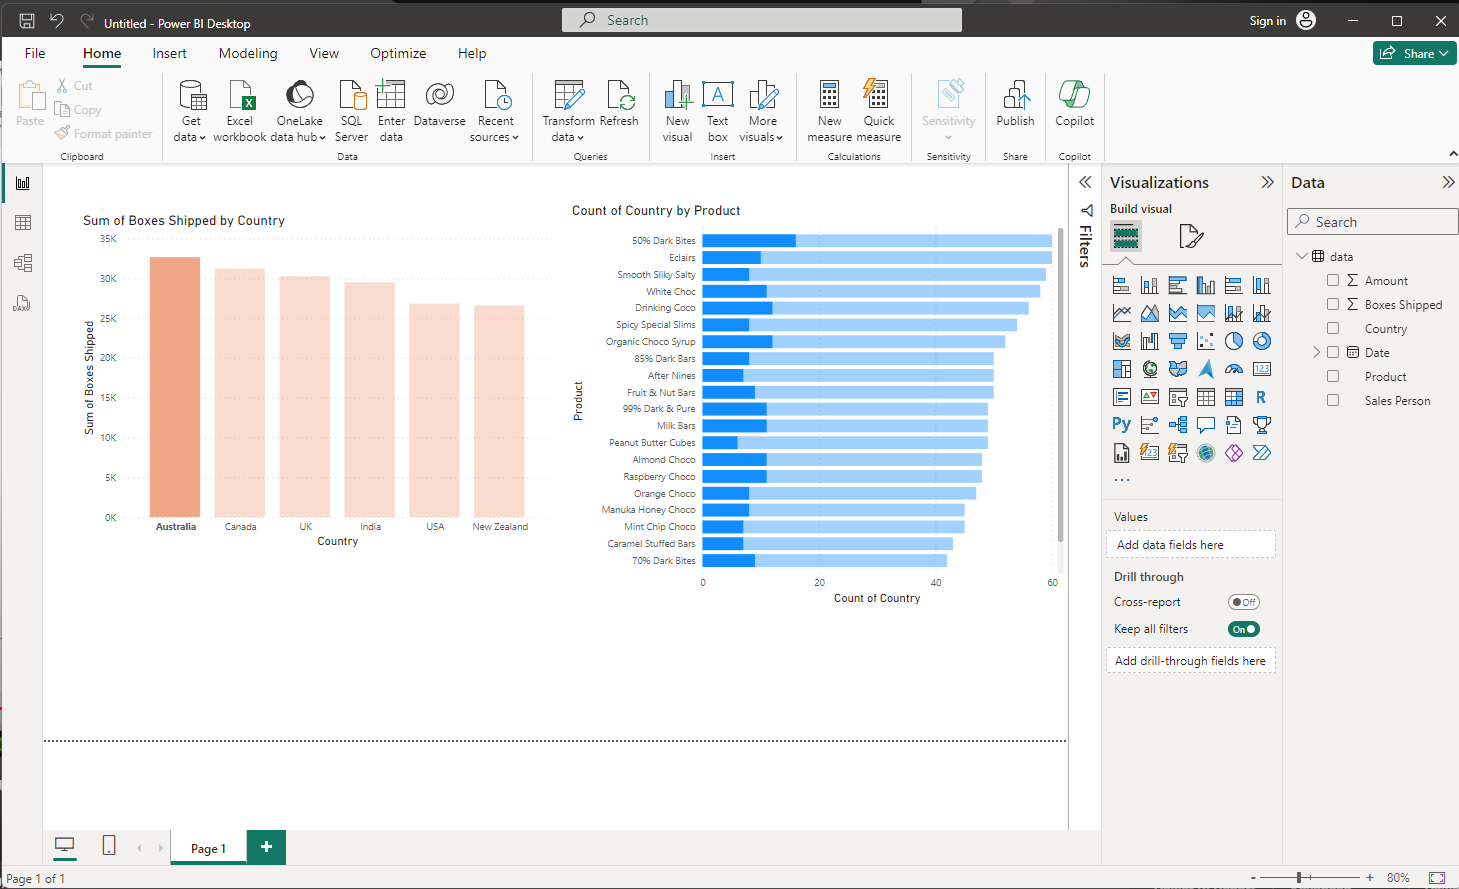 Untitled - Power BI Desktop
Search
Sign in
File Home Insert Modeling View Optimize Help
Share
Paste
Cut
Copy
Format painter
Clipboard
Get data
Excel workbook
OneLake data hub
SQL Server
Enter data
Dataverse
Recent sources
Data
Transform data
Refresh
Queries
New visual
Text box
More visuals
Insert
New measure
Quick measure
Calculations
Sensitivity
Sensitivity
Publish
Share
Copilot
Copilot
Sum of Boxes Shipped by Country
Sum of Boxes Shipped
35K
30K
25K
20K
15K
10K
5K
0K
Australia Canada UK India USA New Zealand
Country
Count of Country by Product
Product
50% Dark Bites
Eclairs
Smooth Sliky Salty
White Choc
Drinking Coco
Spicy Special Slims
Organic Choco Syrup
85% Dark Bars
After Nines
Fruit & Nut Bars
99% Dark & Pure
Milk Bars
Peanut Butter Cubes
Almond Choco
Raspberry Choco
Orange Choco
Manuka Honey Choco
Mint Chip Choco
Caramel Stuffed Bars
70% Dark Bites
0 20 40 60
Count of Country
Filters
Visualizations
Build visual
123
R
Py
123
...
Values
Add data fields here
Drill through
Cross-report
Off
Keep all filters
On
Add drill-through fields here
Data
Search
data
Amount
Boxes Shipped
Country
Date
Product
Sales Person
DAX
Page 1
Page 1 of 1
- + 80%